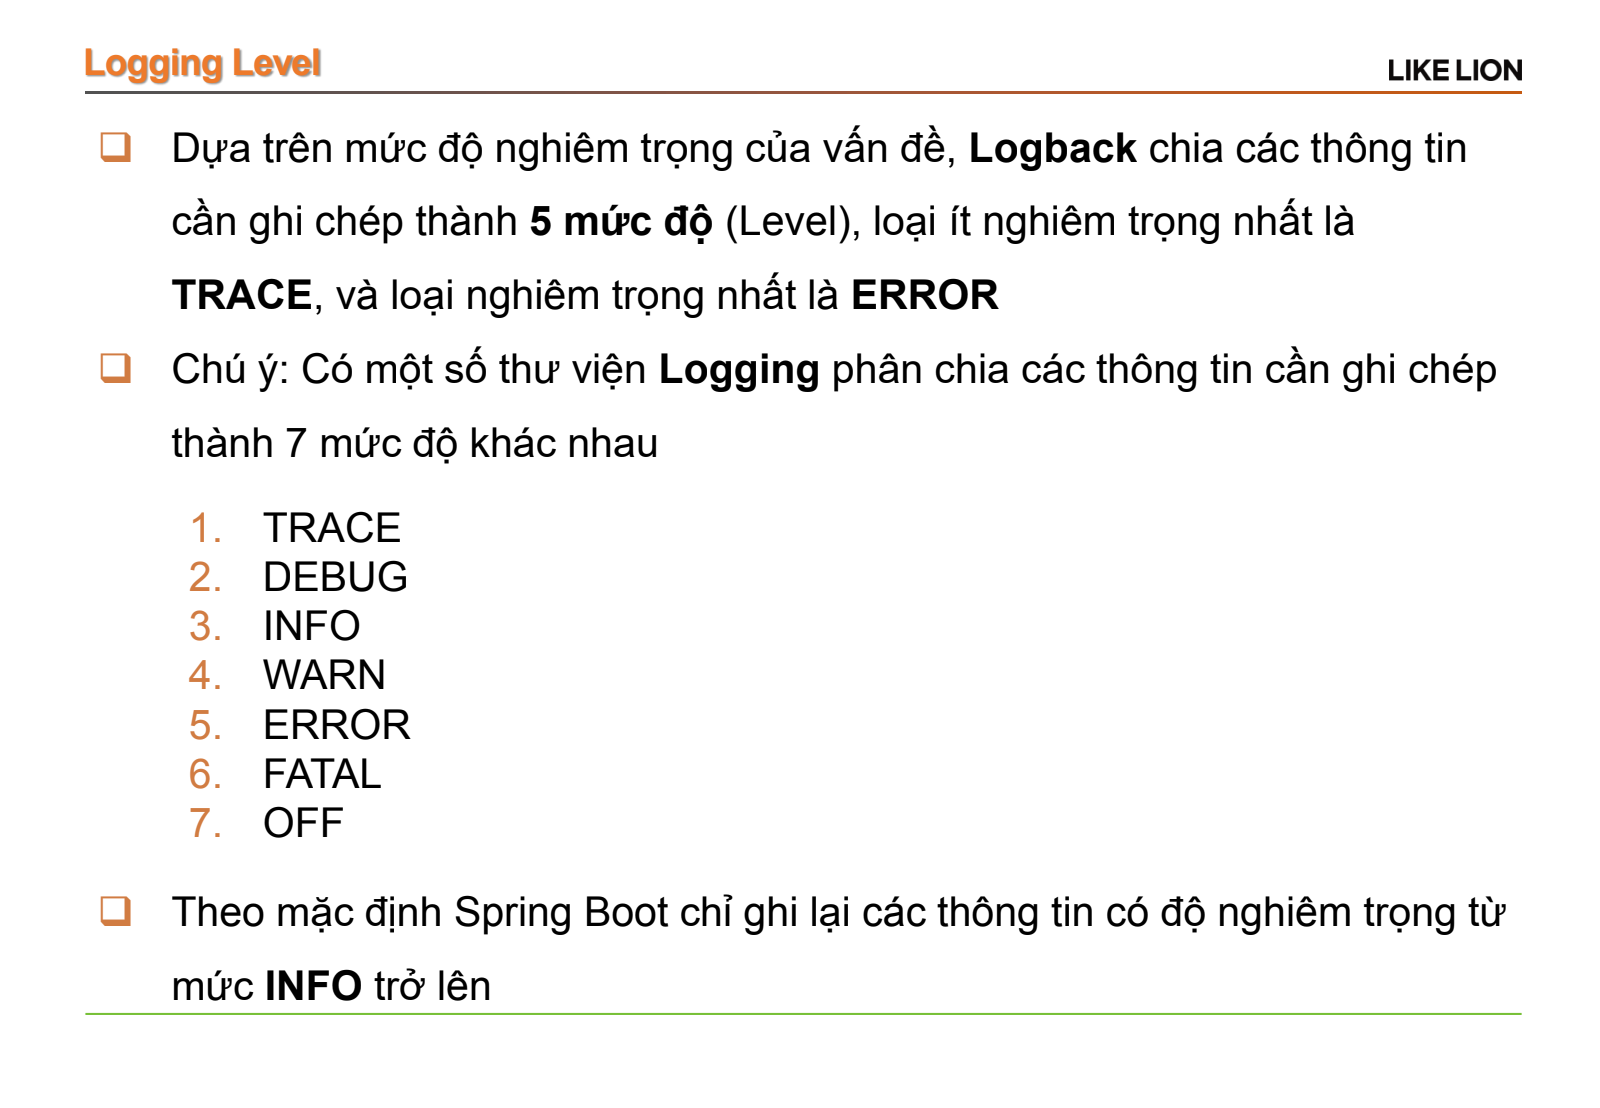 Logging Level
LIKE LION
Dựa trên mức độ nghiêm trọng của vấn đề, Logback chia các thông tin
cần ghi chép thành 5 mức độ (Level), loại ít nghiêm trọng nhất là
TRACE, và loại nghiêm trọng nhất là ERROR
Chú ý: Có một số thư viện Logging phân chia các thông tin cần ghi chép
thành 7 mức độ khác nhau
1. TRACE
2. DEBUG
3. INFO
4. WARN
5. ERROR
6. FATAL
7. OFF
Theo mặc định Spring Boot chỉ ghi lại các thông tin có độ nghiêm trọng từ
mức INFO trở lên